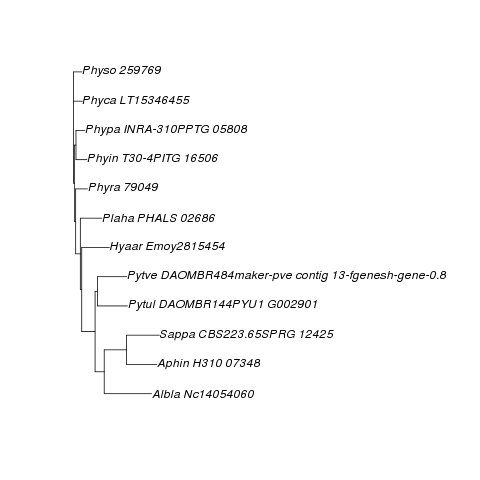 Physo 259769
Phyca LT15346455
Phypa INRA-310PPTG 05808
Phyin T30-4PITG 16506
Phyra 79049
Plaha PHALS 02686
Hyaar Emoy2815454
Pytve DAOMBR484maker-pve contig 13-fgenesh-gene-0.8
Pytul DAOMBR144PYU1 G002901
Sappa CBS223.65SPRG 12425
Aphin H310 07348
Albla Nc14054060